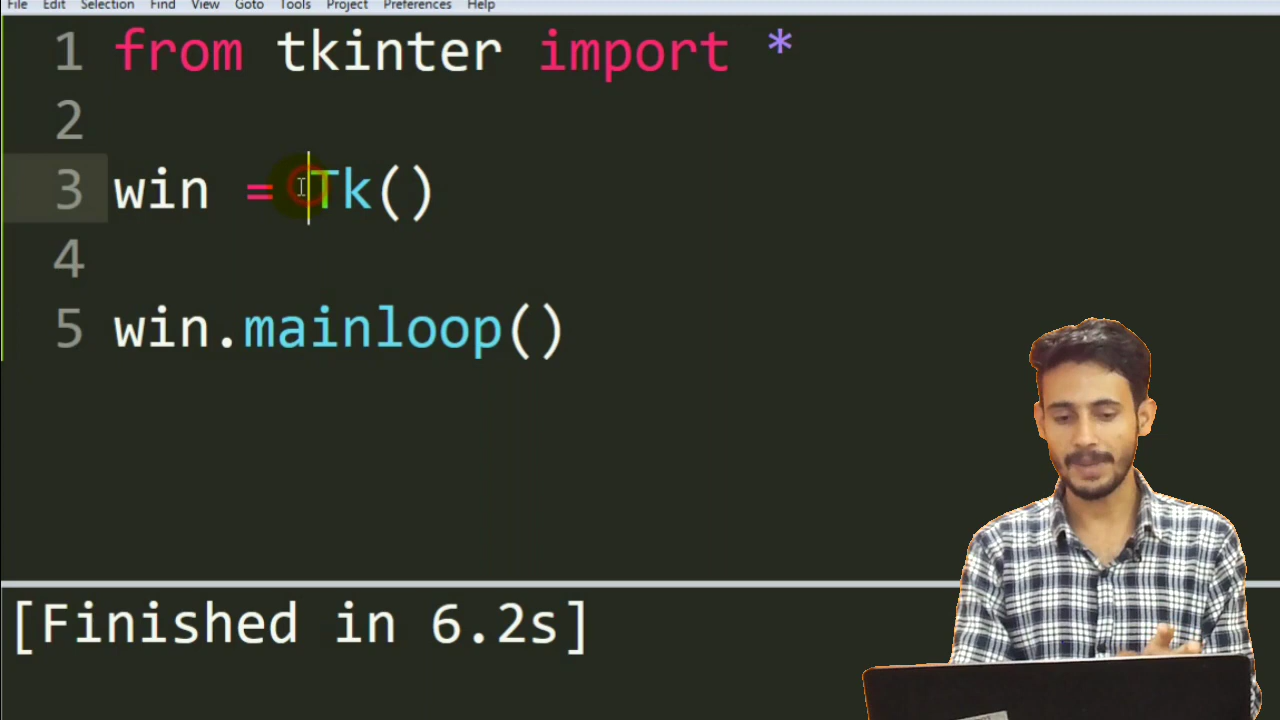 File Edit Selection Find View Goto Tools Project Preferences Help
1 from tkinter import *
2
3 win = Tk()
4
5 win.mainloop()
[Finished in 6.2s]